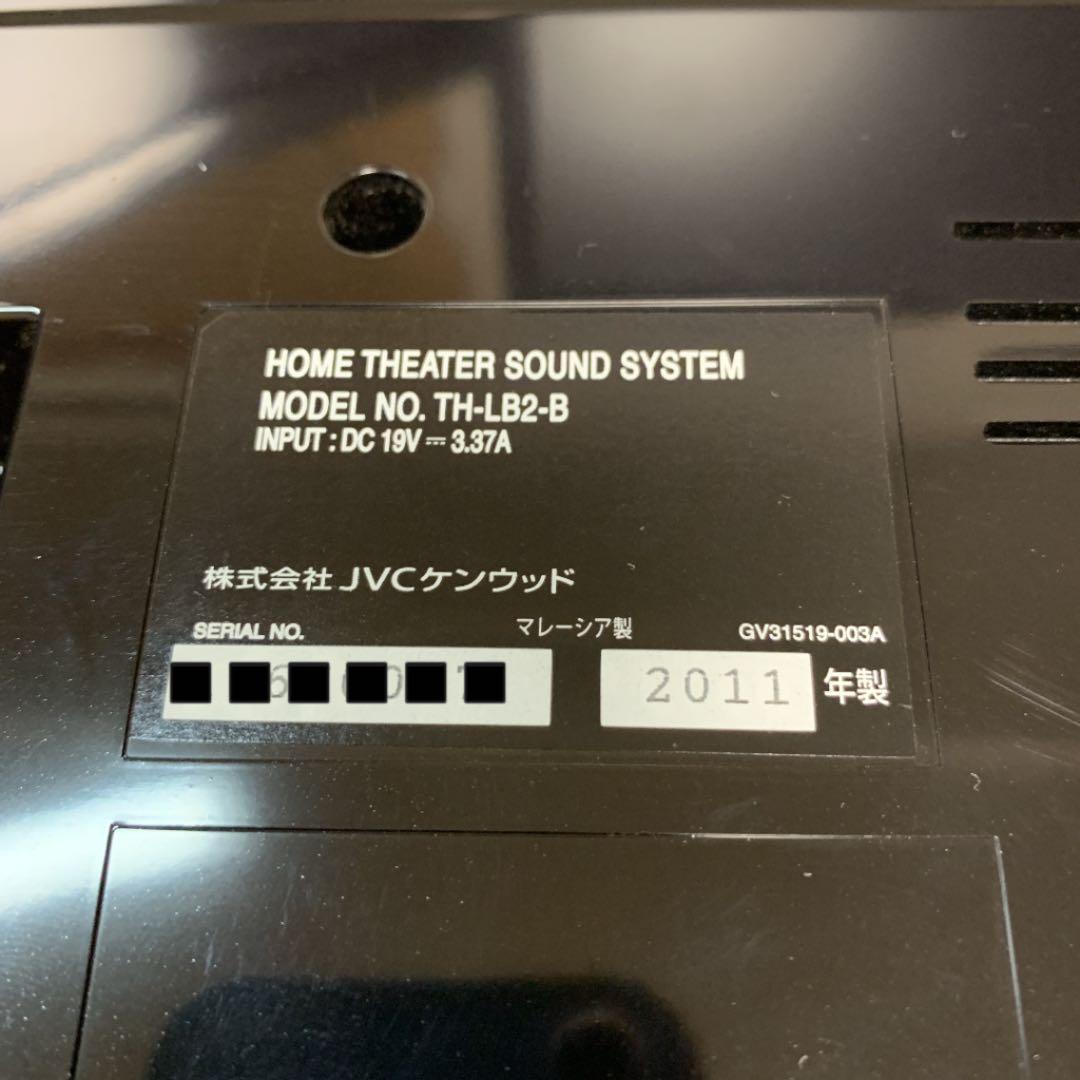 HOME THEATER SOUND SYSTEM
MODEL NO. TH-LB2-B
INPUT : DC 19V ⎓ 3.37A
株式会社 JVCケンウッド
SERIAL NO. マレーシア製 GV31519-003A
2011 年製